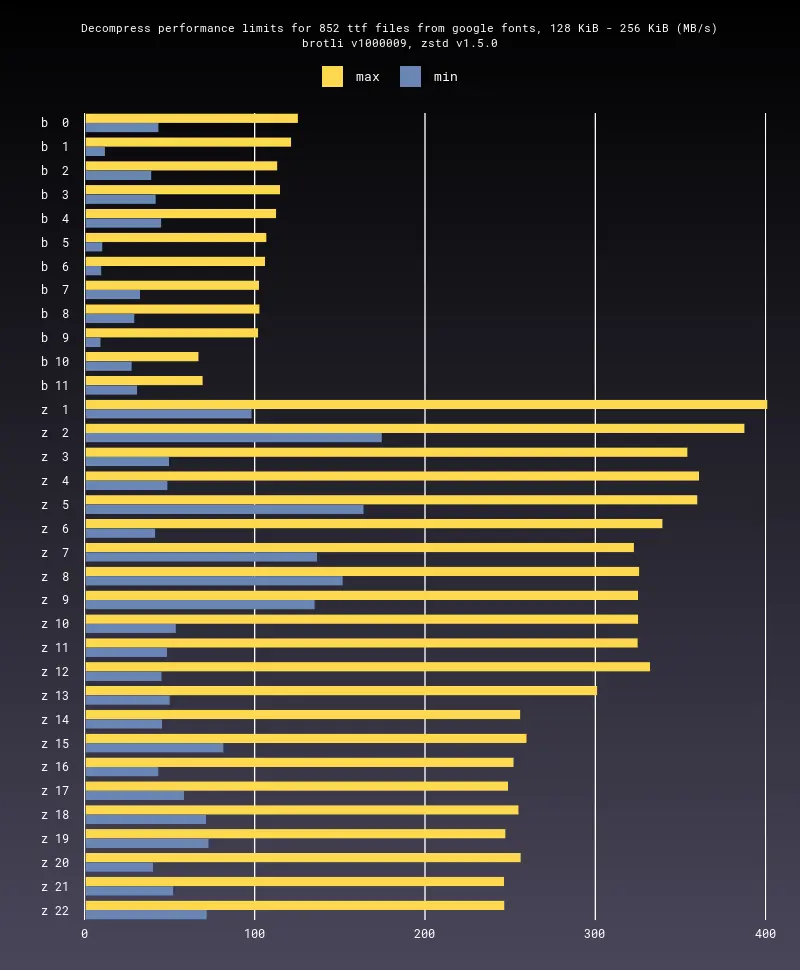 Decompress performance limits for 852 ttf files from google fonts, 128 KiB - 256 KiB (MB/s)
brotli v1000009, zstd v1.5.0
max min
b 0
b 1
b 2
b 3
b 4
b 5
b 6
b 7
b 8
b 9
b 10
b 11
z 1
z 2
z 3
z 4
z 5
z 6
z 7
z 8
z 9
z 10
z 11
z 12
z 13
z 14
z 15
z 16
z 17
z 18
z 19
z 20
z 21
z 22
0 100 200 300 400